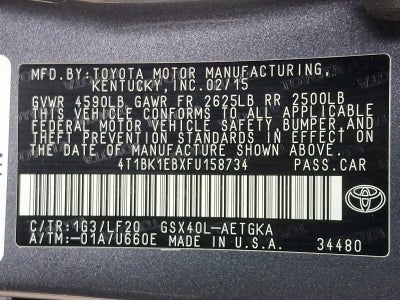 MFD.BY:TOYOTA MOTOR MANUFACTURING,
KENTUCKY,INC.02/15
GVWR 4590LB GAWR FR 2625LB RR 2500LB
THIS VEHICLE CONFORMS TO ALL APPLICABLE
FEDERAL MOTOR VEHICLE SAFETY,BUMPER,AND
THEFT PREVENTION STANDARDS IN EFFECT ON
THE DATE OF MANUFACTURE SHOWN ABOVE.
4T1BK1EBXFU158734 PASS.CAR
C/TR:1G3/LF20 GSX40L-AETGKA
A/TM:-01A/U660E MADE IN U.S.A. 34480
TOYOTA